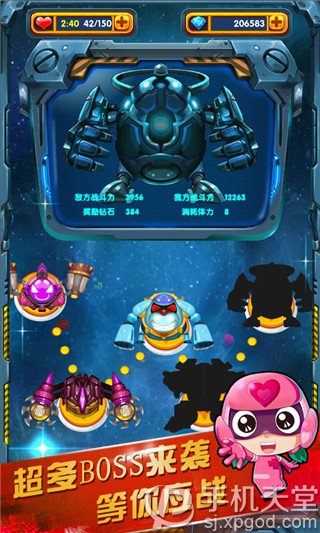 2:40 42/150 206583
敌方战斗力 3956 我方战斗力 12263
奖励钻石 384 消耗体力 8
超多BOSS来袭
等你应战
手机天堂
sj.xpgod.com